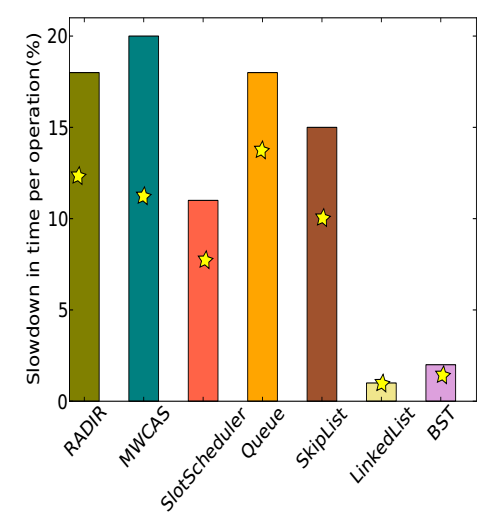 Slowdown in time per operation(%)
20
15
10
5
0
RADIR
MWCAS
SlotScheduler
Queue
SkipList
LinkedList
BST